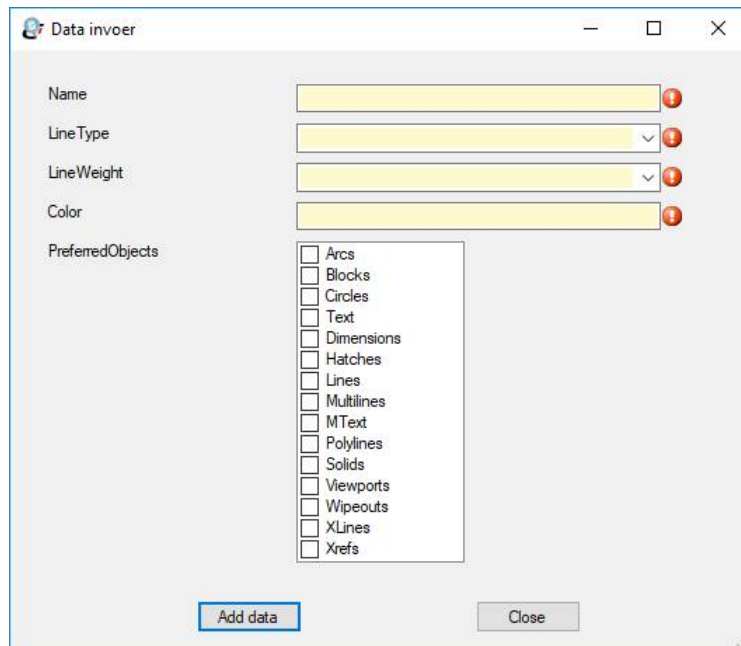 Data invoer
Name
LineType
LineWeight
Color
PreferredObjects
Arcs
Blocks
Circles
Text
Dimensions
Hatches
Lines
Multilines
MText
Polylines
Solids
Viewports
Wipeouts
XLines
Xrefs
Add data
Close